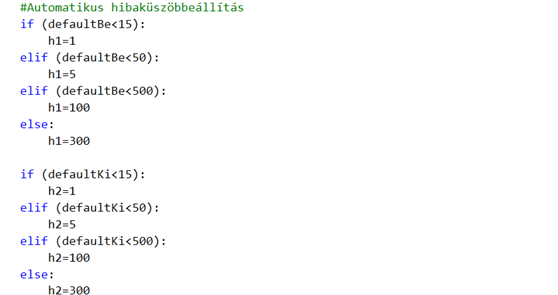 #Automatikus hibaküszöbbeállítás
if (defaultBe<15):
    h1=1
elif (defaultBe<50):
    h1=5
elif (defaultBe<500):
    h1=100
else:
    h1=300

if (defaultKi<15):
    h2=1
elif (defaultKi<50):
    h2=5
elif (defaultKi<500):
    h2=100
else:
    h2=300